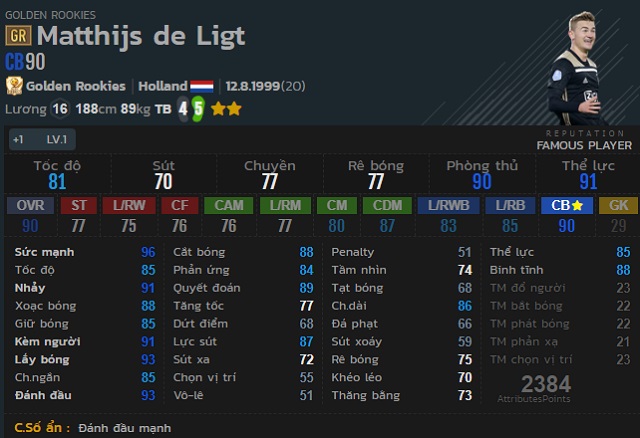 GOLDEN ROOKIES
GR Matthijs de Ligt
CB90
Golden Rookies Holland 12.8.1999(20)
Lương 16 188cm 89kg TB 4 5
+1 LV.1
REPUTATION
FAMOUS PLAYER
Tốc độ Sút Chuyền Rê bóng Phòng thủ Thể lực
81 70 77 77 90 91
OVR ST L/RW CF CAM L/RM CM CDM L/RWB L/RB CB GK
90 77 75 76 76 77 80 87 83 85 90 29
Sức mạnh 96 Cắt bóng 88 Penalty 51 Thể lực 85
Tốc độ 85 Phản ứng 84 Tầm nhìn 74 Bình tĩnh 88
Nhảy 91 Quyết đoán 89 Tạt bóng 68 TM đổ người 23
Xoạc bóng 88 Tăng tốc 77 Ch.dài 86 TM bắt bóng 22
Giữ bóng 85 Dứt điểm 68 Đá phạt 66 TM phát bóng 22
Kèm người 91 Lực sút 87 Sút xoáy 59 TM phản xạ 21
Lấy bóng 93 Sút xa 72 Rê bóng 75 TM chọn vị trí 23
Ch.ngắn 85 Chọn vị trí 55 Khéo léo 70
Đánh đầu 93 Vô-lê 51 Thăng bằng 73
2384
AttributesPoints
C.Số ẩn : Đánh đầu mạnh